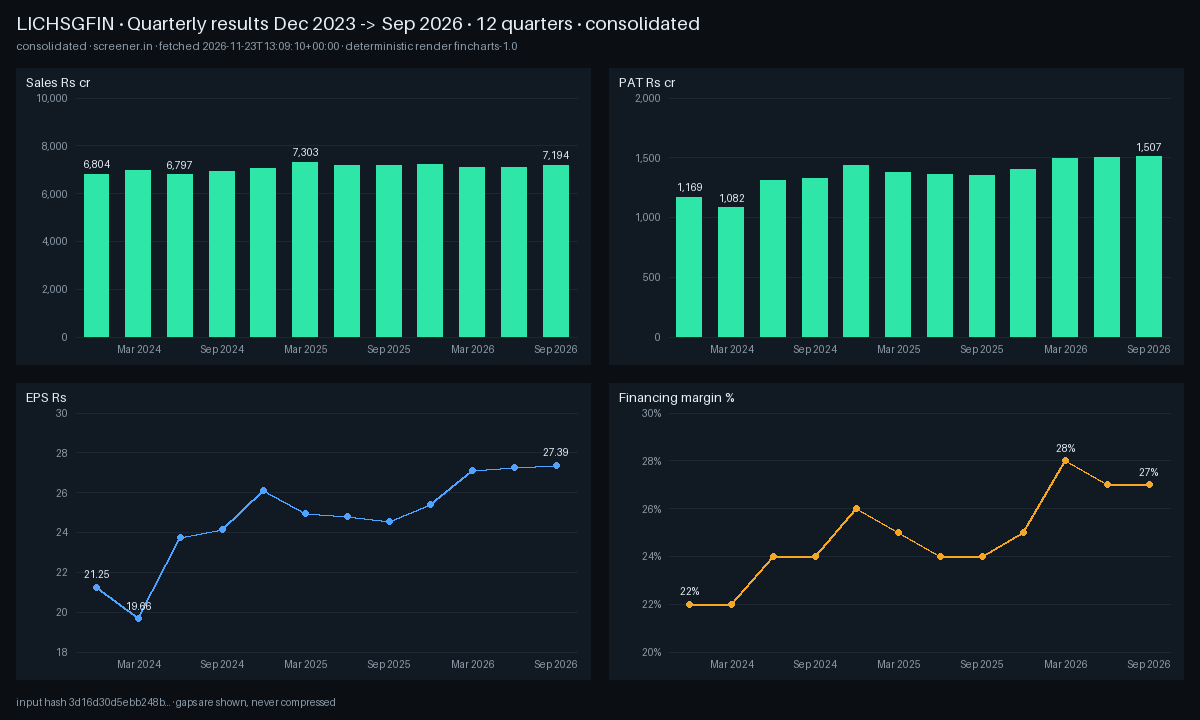 LICHSGFIN · Quarterly results Dec 2023 -> Sep 2026 · 12 quarters · consolidated
consolidated · screener.in · fetched 2026-11-23T13:09:10+00:00 · deterministic render fincharts-1.0
Sales Rs cr
10,000
8,000
6,000
4,000
2,000
0
6,804
6,797
7,303
7,194
Mar 2024
Sep 2024
Mar 2025
Sep 2025
Mar 2026
Sep 2026
PAT Rs cr
2,000
1,500
1,000
500
0
1,169
1,082
1,507
Mar 2024
Sep 2024
Mar 2025
Sep 2025
Mar 2026
Sep 2026
EPS Rs
30
28
26
24
22
20
18
21.25
19.66
27.39
Mar 2024
Sep 2024
Mar 2025
Sep 2025
Mar 2026
Sep 2026
Financing margin %
30%
28%
26%
24%
22%
20%
22%
28%
27%
Mar 2024
Sep 2024
Mar 2025
Sep 2025
Mar 2026
Sep 2026
input hash 3d16d30d5ebb248b… · gaps are shown, never compressed